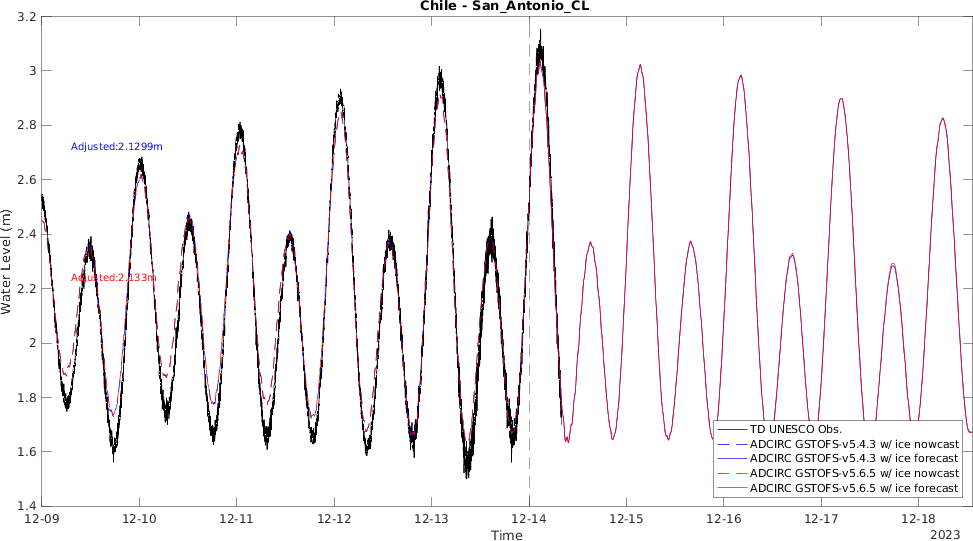 Chile - San_Antonio_CL
Water Level (m)
3.2
3
2.8
2.6
2.4
2.2
2
1.8
1.6
1.4
Adjusted:2.1299m
Adjusted:2.133m
TD UNESCO Obs.
ADCIRC GSTOFS-v5.4.3 w/ ice nowcast
ADCIRC GSTOFS-v5.4.3 w/ ice forecast
ADCIRC GSTOFS-v5.6.5 w/ ice nowcast
ADCIRC GSTOFS-v5.6.5 w/ ice forecast
12-09 12-10 12-11 12-12 12-13 12-14 12-15 12-16 12-17 12-18
Time
2023